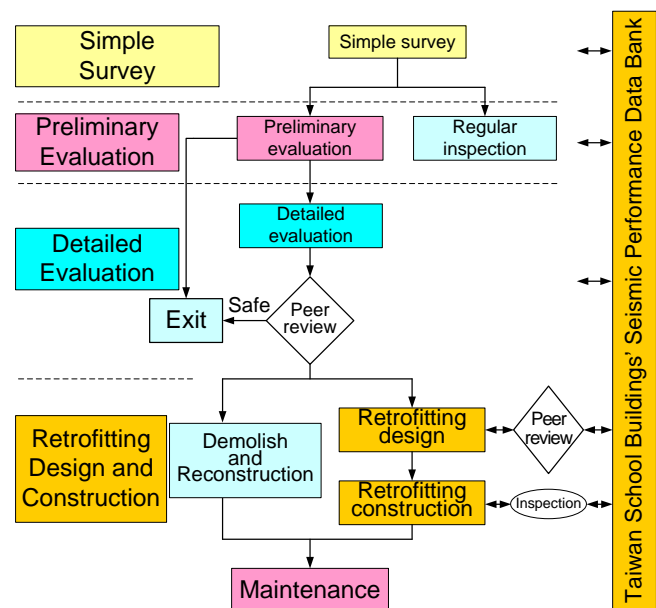 Simple
Survey
Simple survey
Preliminary
Evaluation
Preliminary
evaluation
Regular
inspection
Detailed
Evaluation
Detailed
evaluation
Exit
Safe
Peer
review
Retrofitting
Design and
Construction
Demolish
and
Reconstruction
Retrofitting
design
Peer
review
Retrofitting
construction
Inspection
Maintenance
Taiwan School Buildings' Seismic Performance Data Bank